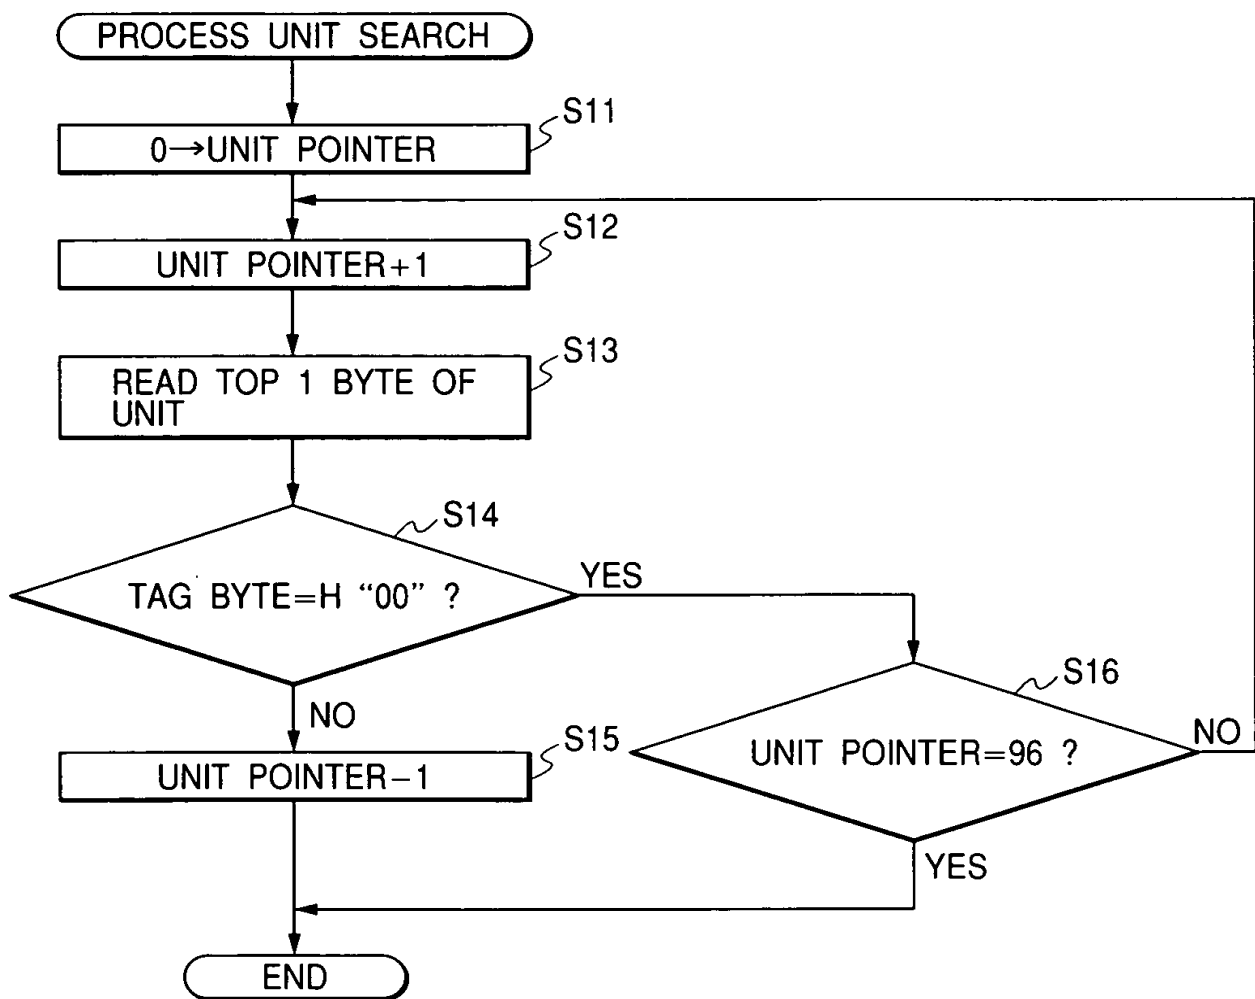 PROCESS UNIT SEARCH
S11
0→UNIT POINTER
S12
UNIT POINTER+1
S13
READ TOP 1 BYTE OF
UNIT
S14
TAG BYTE=H “00” ?
YES
NO
S16
UNIT POINTER=96 ?
NO
YES
S15
UNIT POINTER−1
END